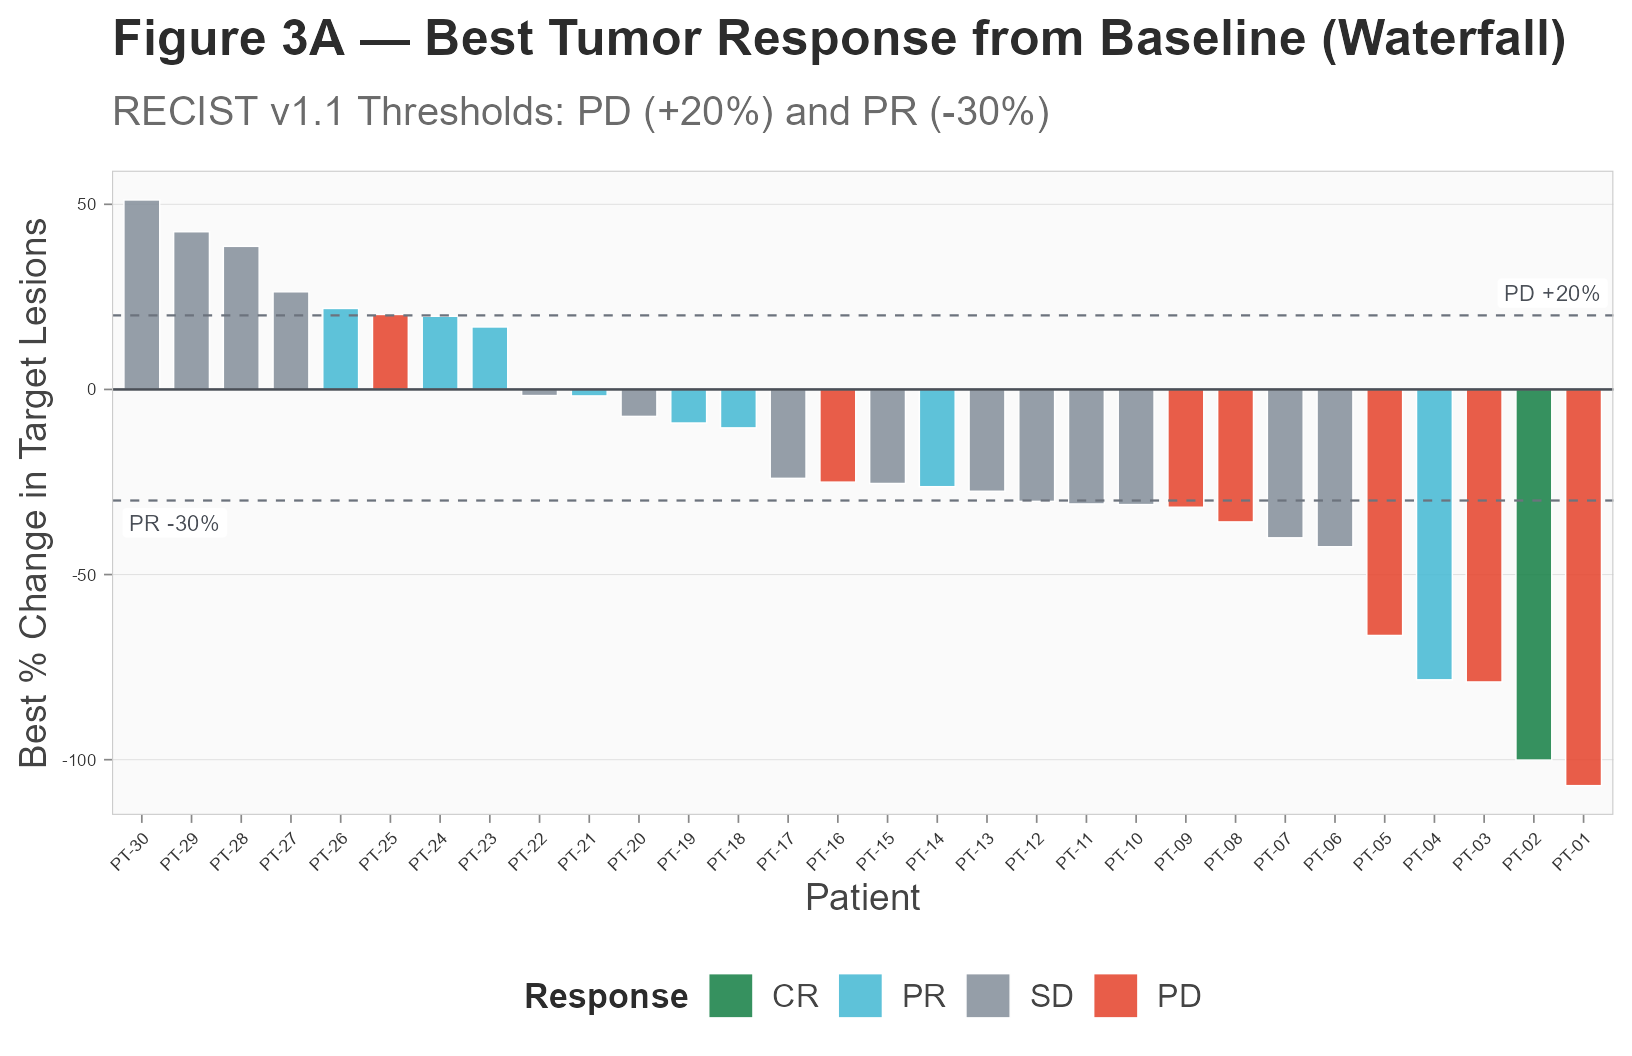 Figure 3A — Best Tumor Response from Baseline (Waterfall)
RECIST v1.1 Thresholds: PD (+20%) and PR (-30%)
Best % Change in Target Lesions
50
0
-50
-100
PD +20%
PR -30%
PT-30 PT-29 PT-28 PT-27 PT-26 PT-25 PT-24 PT-23 PT-22 PT-21 PT-20 PT-19 PT-18 PT-17 PT-16 PT-15 PT-14 PT-13 PT-12 PT-11 PT-10 PT-09 PT-08 PT-07 PT-06 PT-05 PT-04 PT-03 PT-02 PT-01
Patient
Response CR PR SD PD